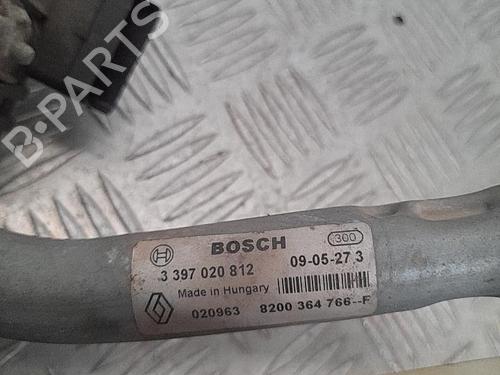 B-PARTS
BOSCH
300
3 397 020 812
09-05-27 3
Made in Hungary
020963
8200 364 766--F